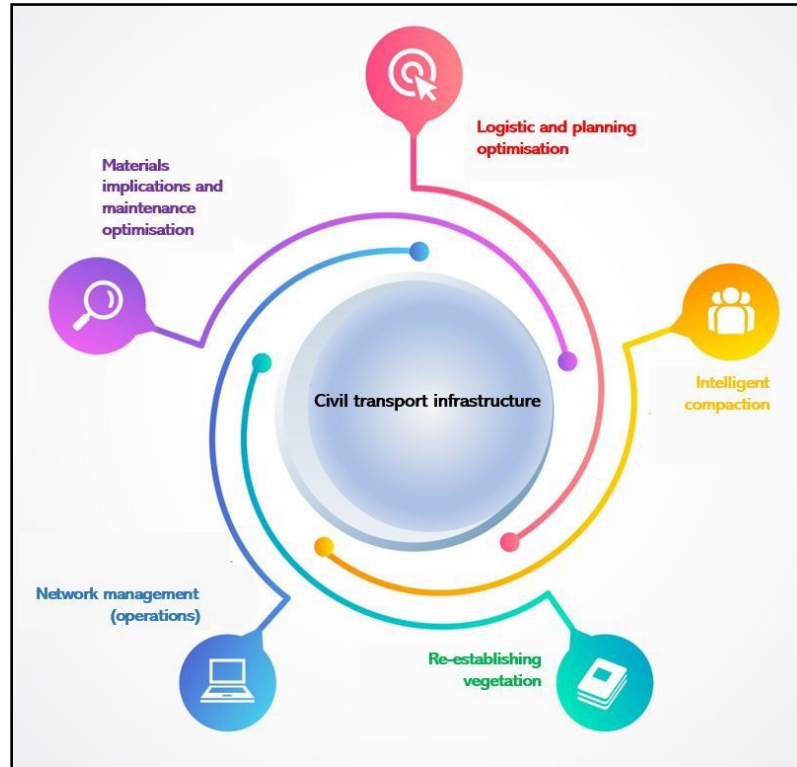 Logistic and planning
optimisation
Materials
implications and
maintenance
optimisation
Civil transport infrastructure
Intelligent
compaction
Network management
(operations)
Re-establishing
vegetation